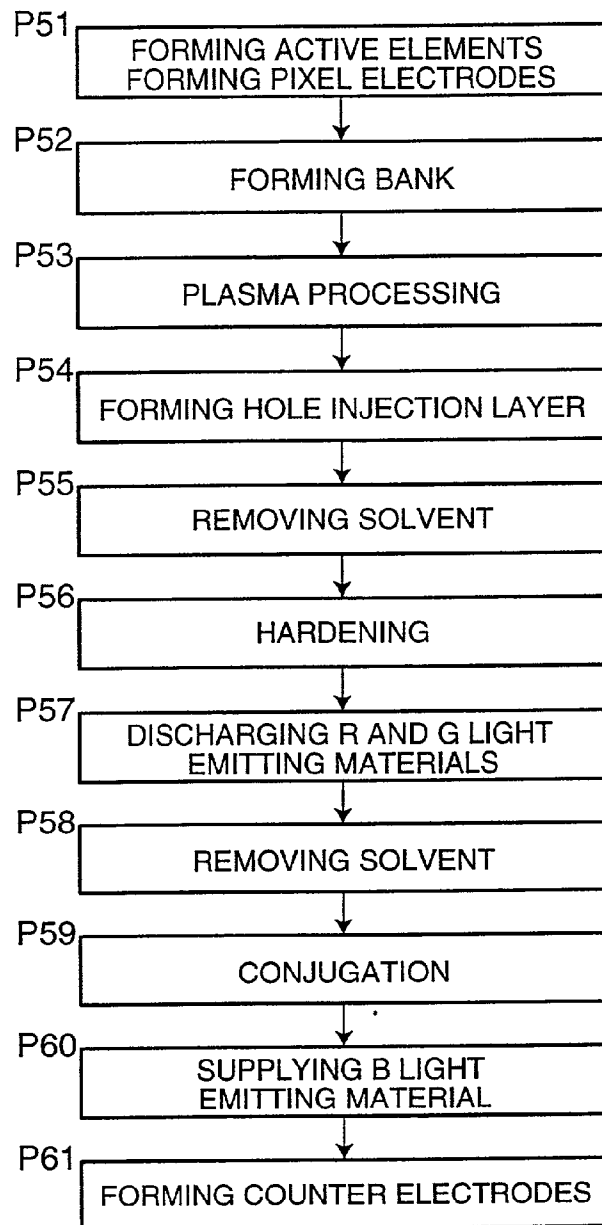 P51
FORMING ACTIVE ELEMENTS
FORMING PIXEL ELECTRODES
P52
FORMING BANK
P53
PLASMA PROCESSING
P54
FORMING HOLE INJECTION LAYER
P55
REMOVING SOLVENT
P56
HARDENING
P57
DISCHARGING R AND G LIGHT
EMITTING MATERIALS
P58
REMOVING SOLVENT
P59
CONJUGATION
P60
SUPPLYING B LIGHT
EMITTING MATERIAL
P61
FORMING COUNTER ELECTRODES